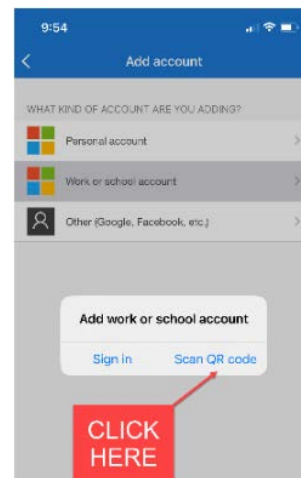 9:54
Add account
WHAT KIND OF ACCOUNT ARE YOU ADDING?
Personal account
Work or school account
Other (Google, Facebook, etc.)
Add work or school account
Sign in Scan QR code
CLICK
HERE